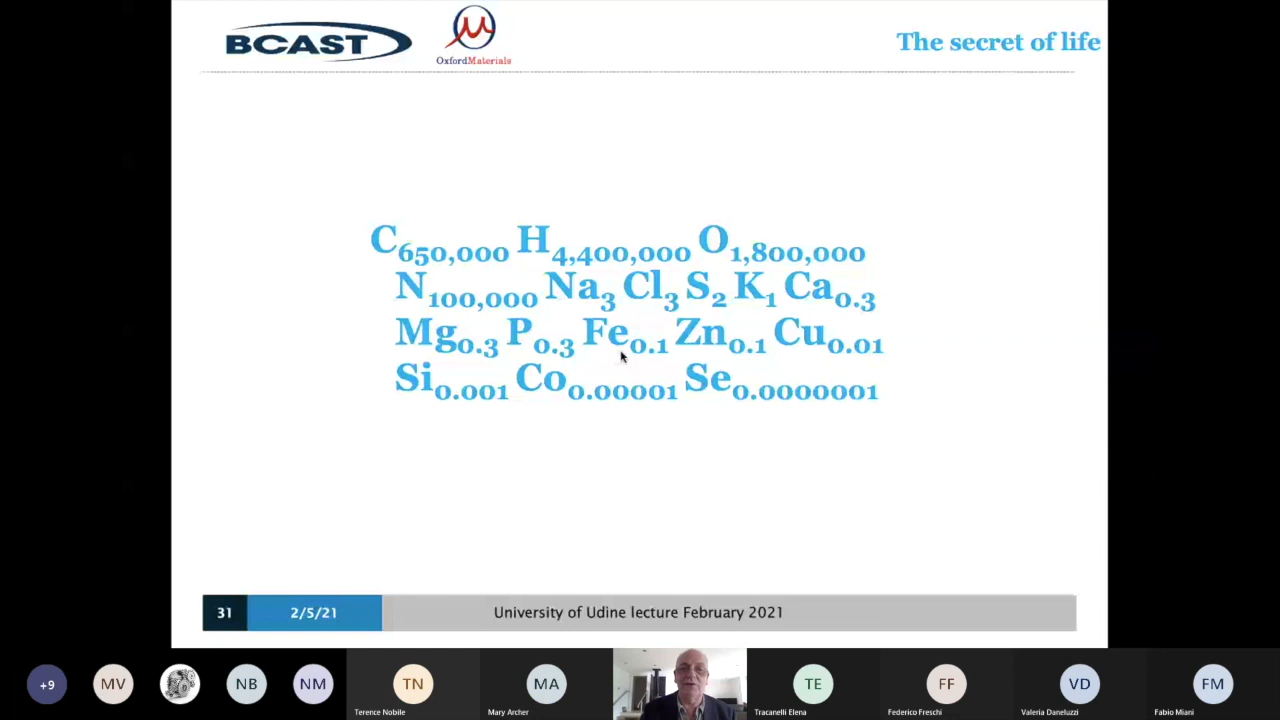 BCAST
OxfordMaterials
The secret of life
C650,000 H4,400,000 O1,800,000
N100,000 Na3 Cl3 S2 K1 Ca0.3
Mg0.3 P0.3 Fe0.1 Zn0.1 Cu0.01
Si0.001 Co0.00001 Se0.0000001
31 2/5/21 University of Udine lecture February 2021
+9 MV NB NM TN MA TE FF VD FM
Terence Nobile Mary Archer Tracanelli Elena Federico Freschi Valeria Daneluzzi Fabio Miani